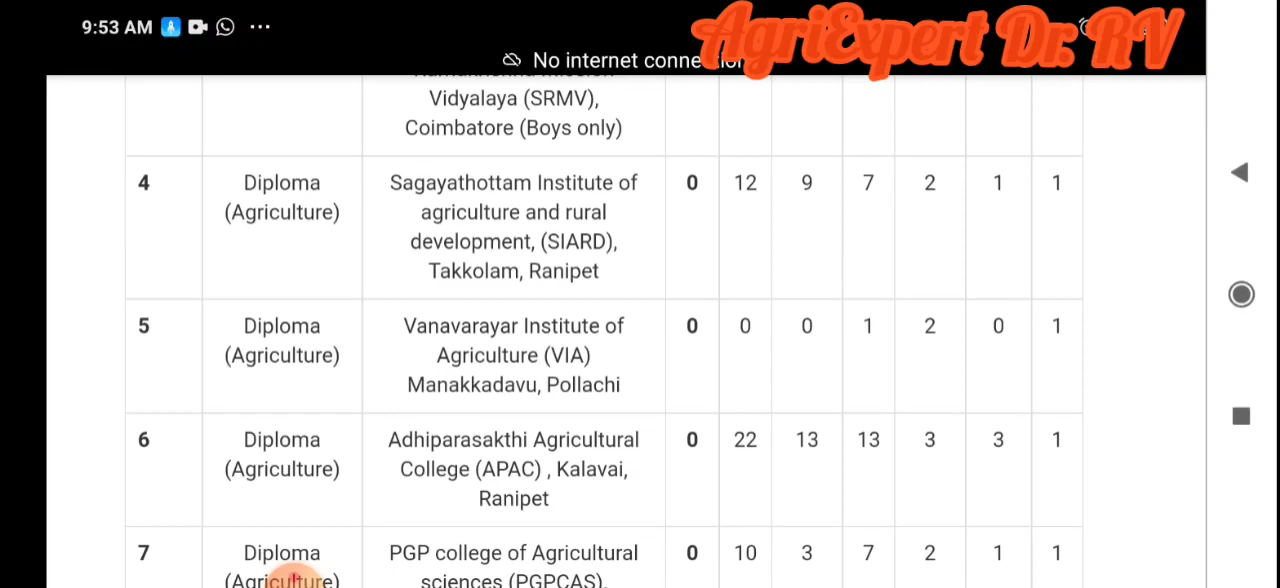 9:53 AM
AgriExpert Dr. RV
No internet connection
Vidyalaya (SRMV),
Coimbatore (Boys only)
4 Diploma (Agriculture) Sagayathottam Institute of agriculture and rural development, (SIARD), Takkolam, Ranipet 0 12 9 7 2 1 1
5 Diploma (Agriculture) Vanavarayar Institute of Agriculture (VIA) Manakkadavu, Pollachi 0 0 0 1 2 0 1
6 Diploma (Agriculture) Adhiparasakthi Agricultural College (APAC) , Kalavai, Ranipet 0 22 13 13 3 3 1
7 Diploma (Agriculture) PGP college of Agricultural sciences (PGPCAS), 0 10 3 7 2 1 1